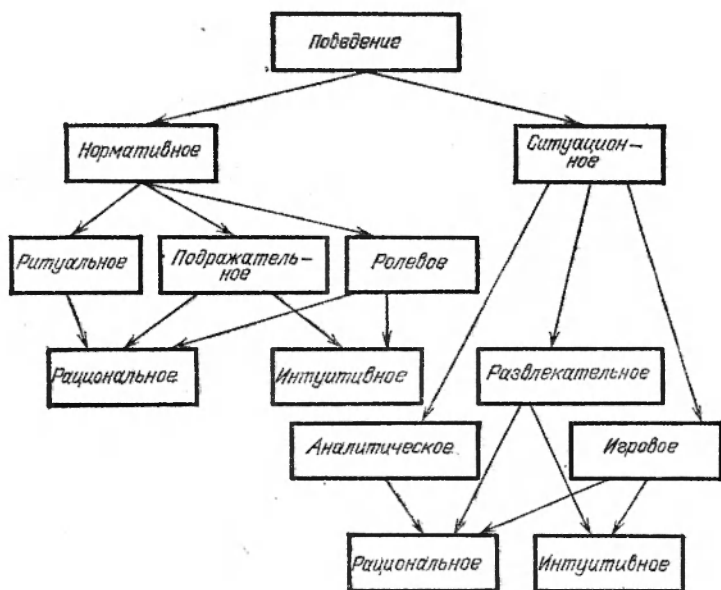 Поведение
Нормативное
Ситуацион-
ное
Ритуальное
Подражатель-
ное
Ролевое
Рациональное
Интуитивное
Развлекательное
Аналитическое
Игровое
Рациональное
Интуитивное